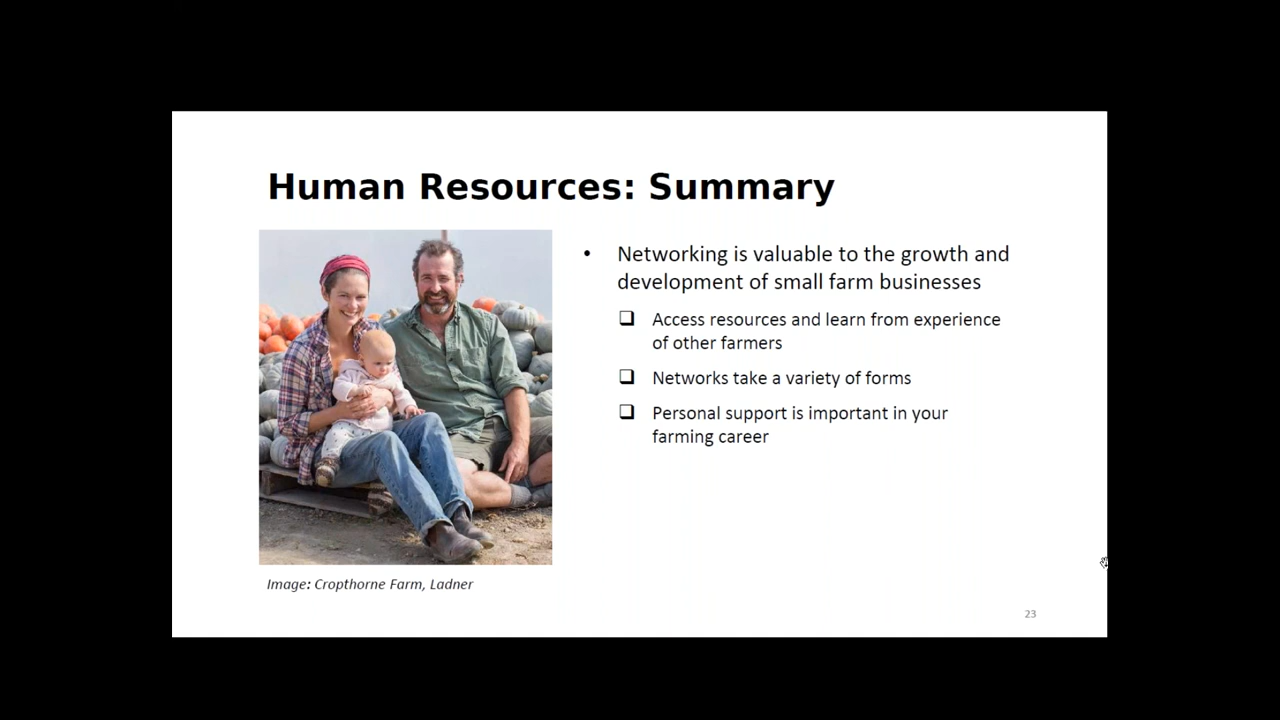 Human Resources: Summary
• Networking is valuable to the growth and
development of small farm businesses
❑ Access resources and learn from experience
of other farmers
❑ Networks take a variety of forms
❑ Personal support is important in your
farming career
Image: Cropthorne Farm, Ladner
23